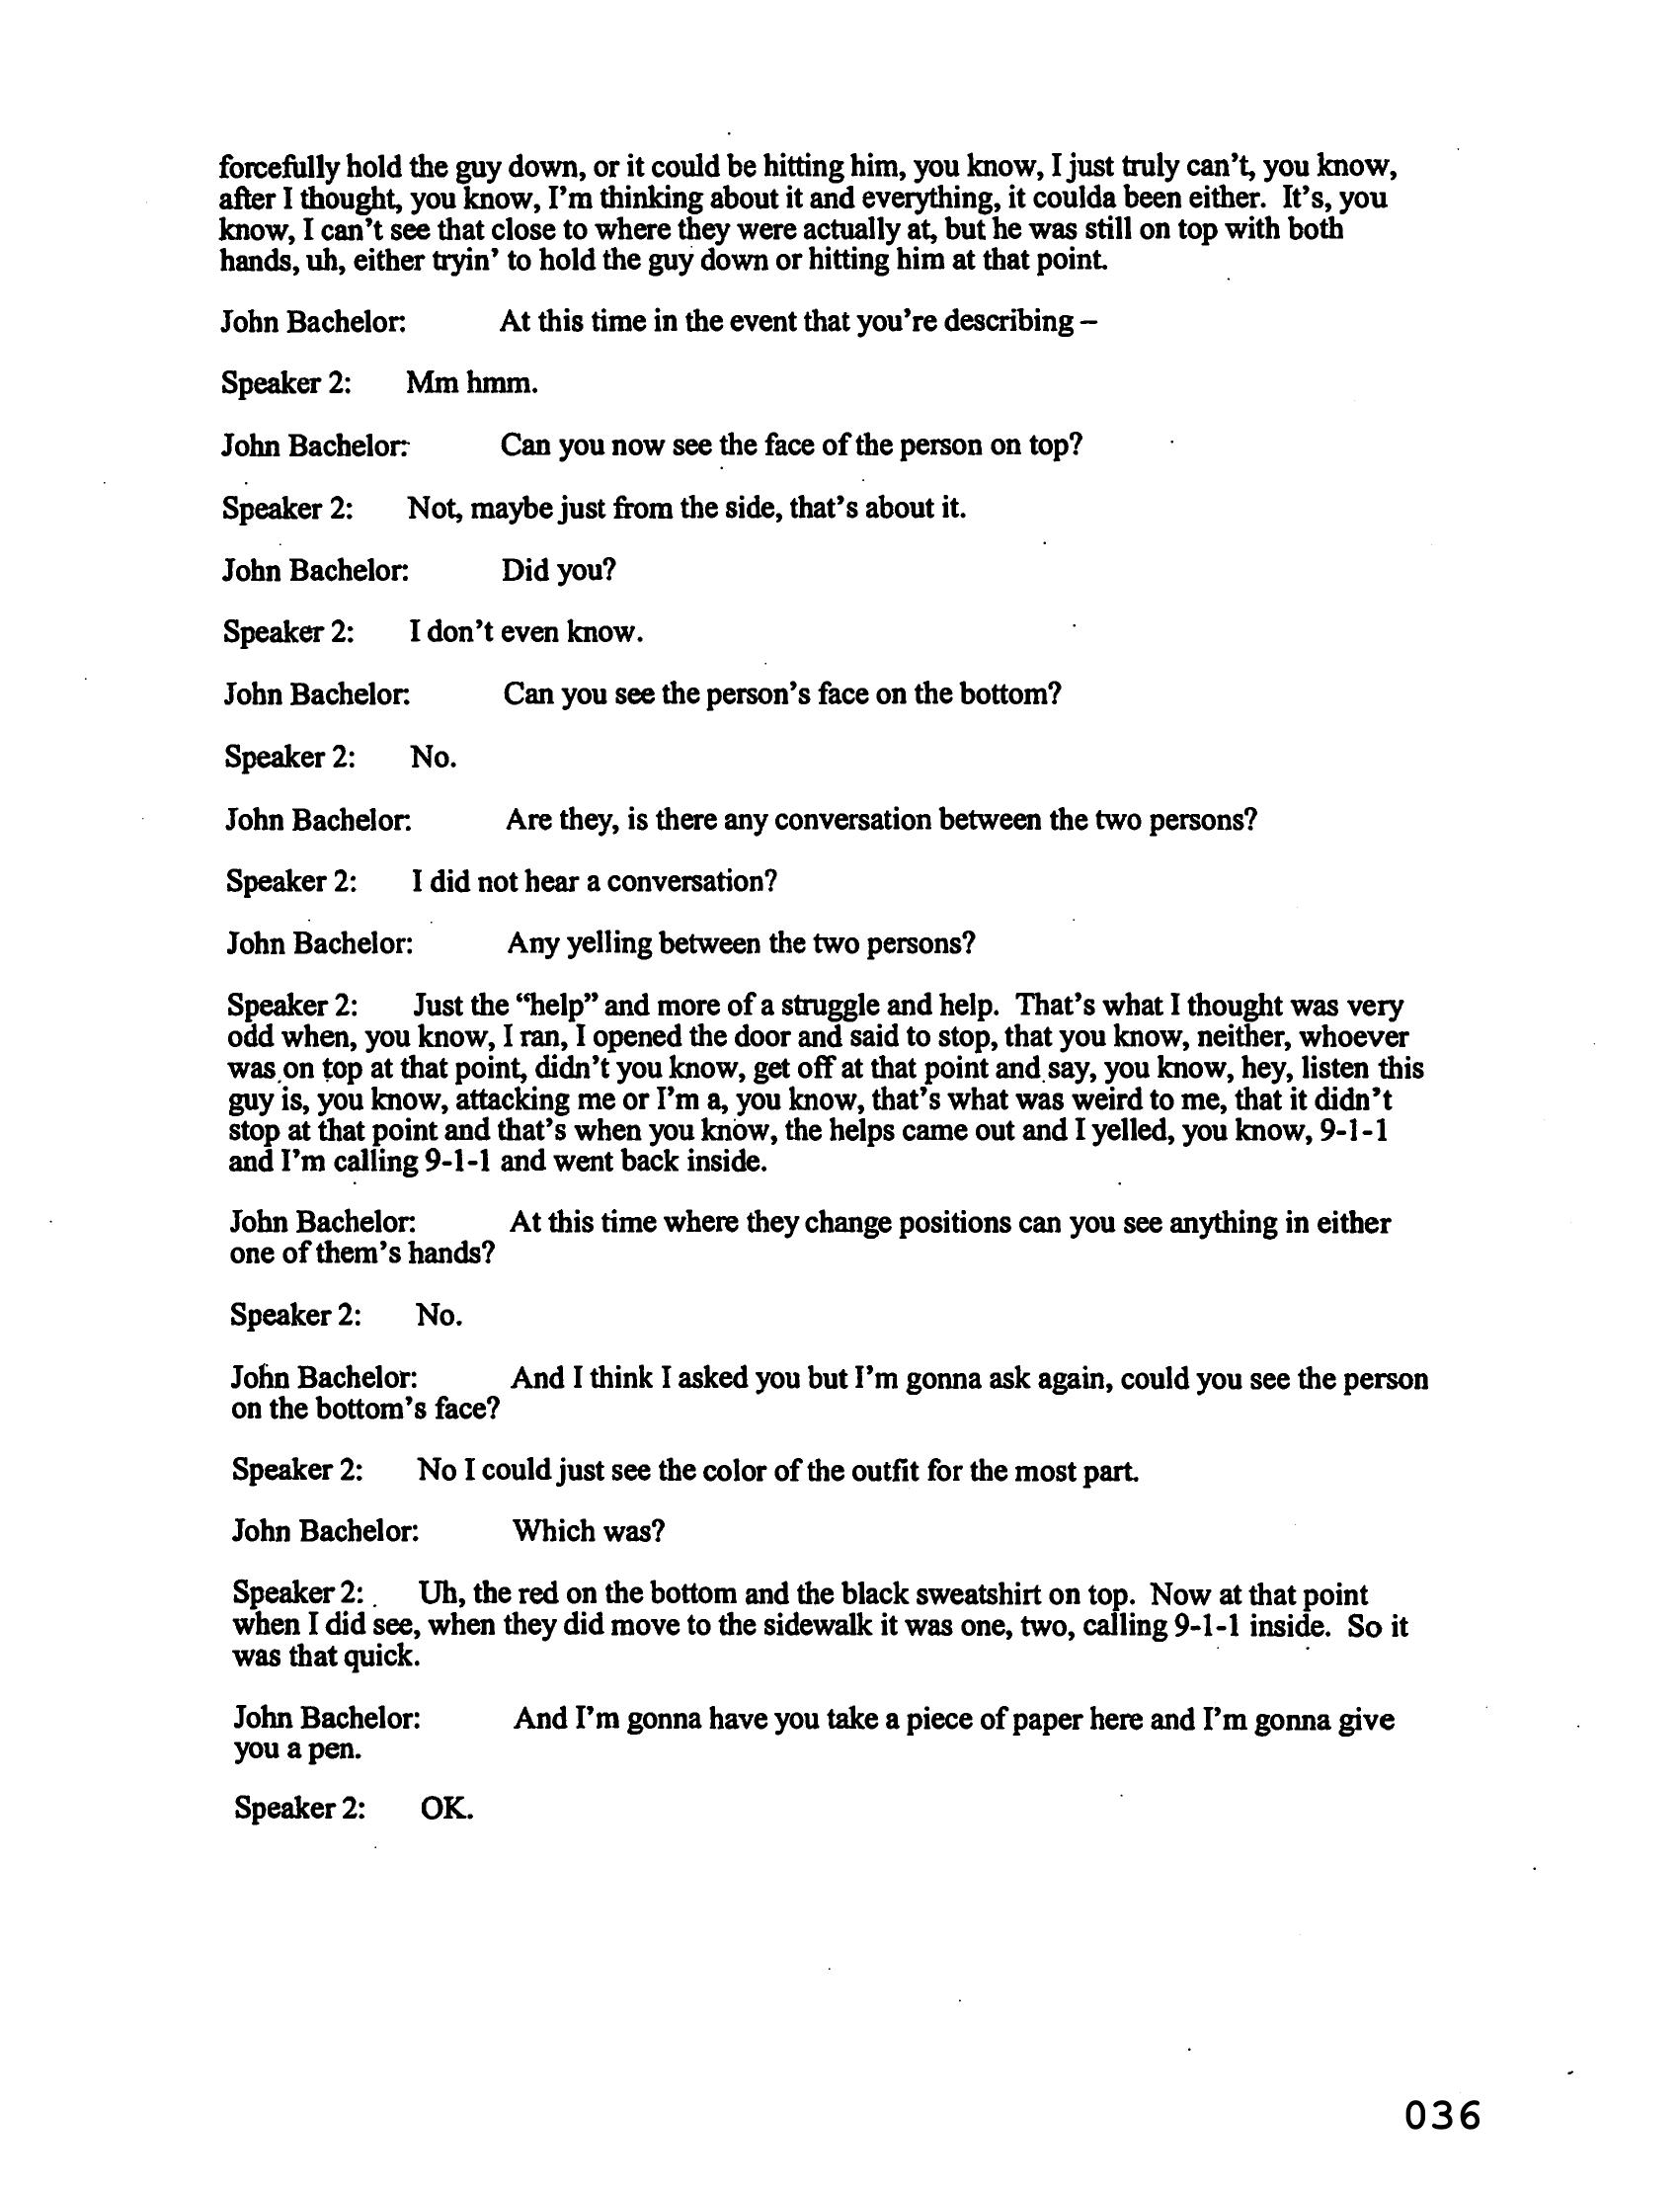 forcefully hold the guy down, or it could be hitting him, you know, I just truly can't, you know,
after I thought, you know, I'm thinking about it and everything, it coulda been either.  It's, you
know, I can't see that close to where they were actually at, but he was still on top with both
hands, uh, either tryin' to hold the guy down or hitting him at that point.
John Bachelor: At this time in the event that you're describing –
Speaker 2: Mm hmm.
John Bachelor: Can you now see the face of the person on top?
Speaker 2: Not, maybe just from the side, that's about it.
John Bachelor: Did you?
Speaker 2: I don't even know.
John Bachelor: Can you see the person's face on the bottom?
Speaker 2: No.
John Bachelor: Are they, is there any conversation between the two persons?
Speaker 2: I did not hear a conversation?
John Bachelor: Any yelling between the two persons?
Speaker 2: Just the “help” and more of a struggle and help.  That's what I thought was very
odd when, you know, I ran, I opened the door and said to stop, that you know, neither, whoever
was on top at that point, didn't you know, get off at that point and say, you know, hey, listen this
guy is, you know, attacking me or I'm a, you know, that's what was weird to me, that it didn't
stop at that point and that's when you know, the helps came out and I yelled, you know, 9-1-1
and I'm calling 9-1-1 and went back inside.
John Bachelor: At this time where they change positions can you see anything in either
one of them's hands?
Speaker 2: No.
John Bachelor: And I think I asked you but I'm gonna ask again, could you see the person
on the bottom's face?
Speaker 2: No I could just see the color of the outfit for the most part.
John Bachelor: Which was?
Speaker 2: Uh, the red on the bottom and the black sweatshirt on top.  Now at that point
when I did see, when they did move to the sidewalk it was one, two, calling 9-1-1 inside.  So it
was that quick.
John Bachelor: And I'm gonna have you take a piece of paper here and I'm gonna give
you a pen.
Speaker 2: OK.
036